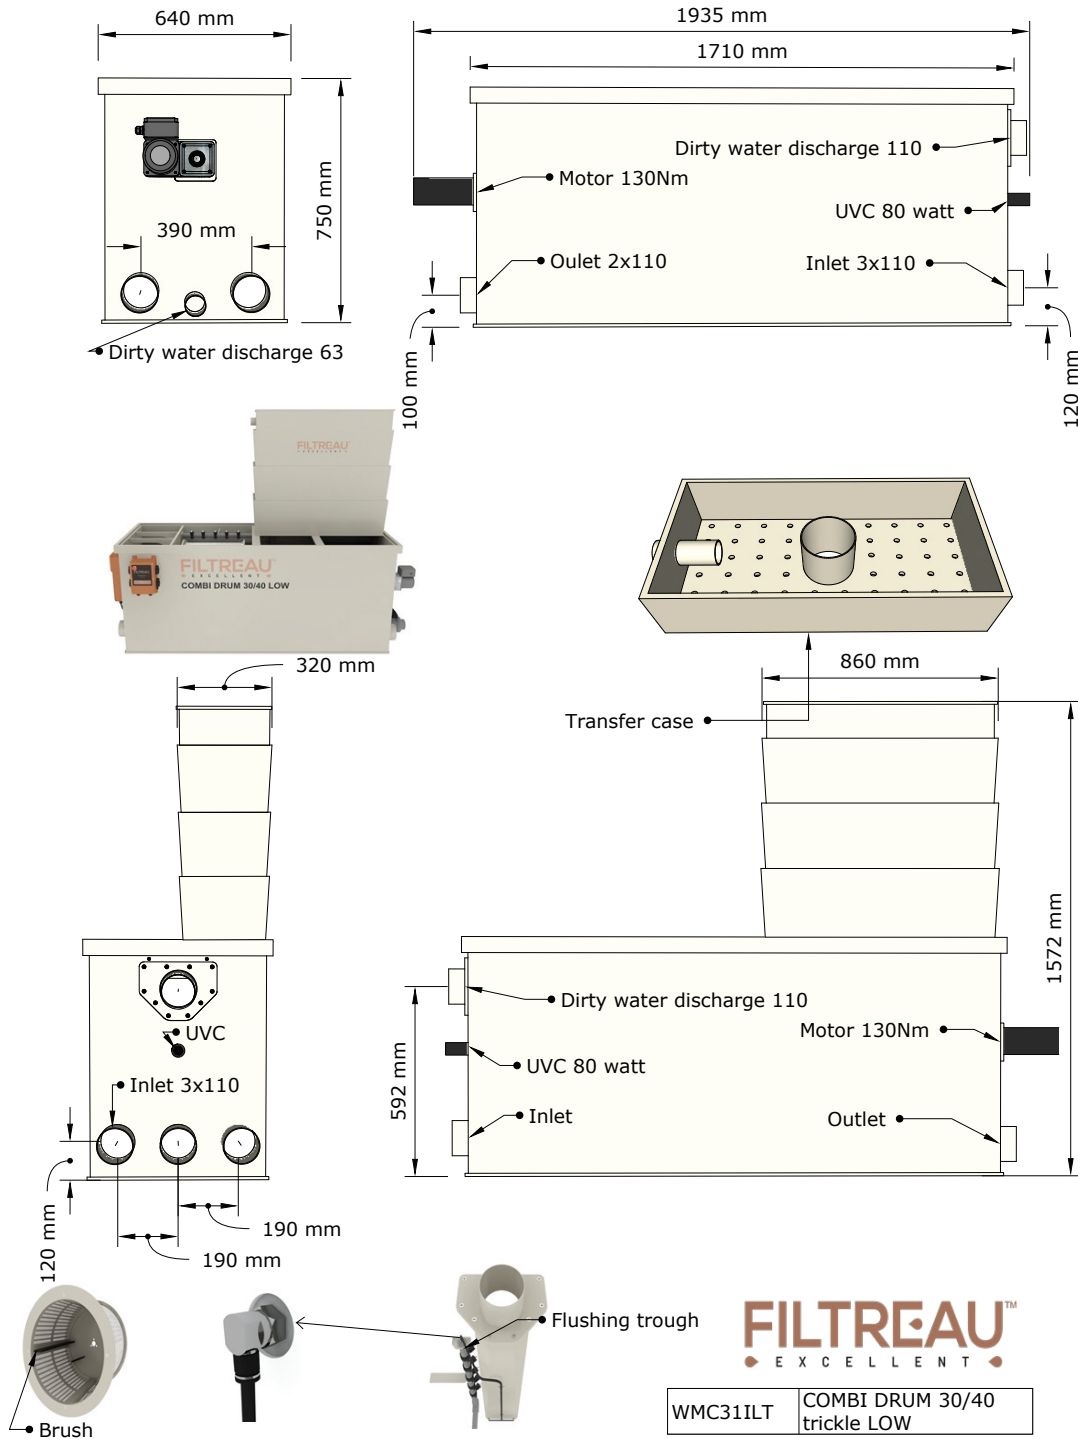 640 mm
1935 mm
1710 mm
750 mm
390 mm
Dirty water discharge 63
Dirty water discharge 110
Motor 130Nm
UVC 80 watt
Oulet 2x110
Inlet 3x110
100 mm
120 mm
FILTREAU
EXCELLENT
FILTREAU
EXCELLENT
COMBI DRUM 30/40 LOW
Transfer case
320 mm
860 mm
1572 mm
UVC
Inlet 3x110
120 mm
190 mm
190 mm
Dirty water discharge 110
Motor 130Nm
UVC 80 watt
592 mm
Inlet
Outlet
Brush
Flushing trough
FILTREAU™
EXCELLENT
WMC31ILT
COMBI DRUM 30/40
trickle LOW